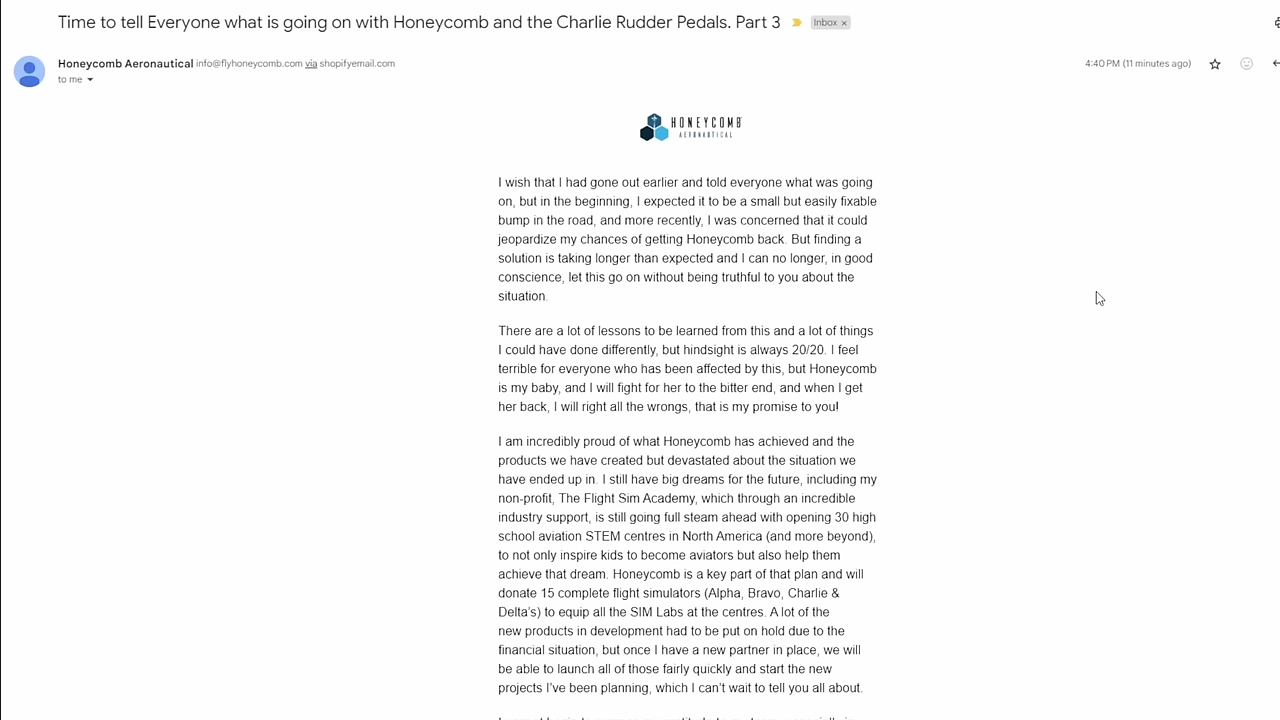 Time to tell Everyone what is going on with Honeycomb and the Charlie Rudder Pedals. Part 3 Inbox ×
Honeycomb Aeronautical info@flyhoneycomb.com via shopifyemail.com 4:40 PM (11 minutes ago)
to me
HONEYCOMB
AERONAUTICAL
I wish that I had gone out earlier and told everyone what was going
on, but in the beginning, I expected it to be a small but easily fixable
bump in the road, and more recently, I was concerned that it could
jeopardize my chances of getting Honeycomb back. But finding a
solution is taking longer than expected and I can no longer, in good
conscience, let this go on without being truthful to you about the
situation.
There are a lot of lessons to be learned from this and a lot of things
I could have done differently, but hindsight is always 20/20. I feel
terrible for everyone who has been affected by this, but Honeycomb
is my baby, and I will fight for her to the bitter end, and when I get
her back, I will right all the wrongs, that is my promise to you!
I am incredibly proud of what Honeycomb has achieved and the
products we have created but devastated about the situation we
have ended up in. I still have big dreams for the future, including my
non-profit, The Flight Sim Academy, which through an incredible
industry support, is still going full steam ahead with opening 30 high
school aviation STEM centres in North America (and more beyond),
to not only inspire kids to become aviators but also help them
achieve that dream. Honeycomb is a key part of that plan and will
donate 15 complete flight simulators (Alpha, Bravo, Charlie &
Delta's) to equip all the SIM Labs at the centres. A lot of the
new products in development had to be put on hold due to the
financial situation, but once I have a new partner in place, we will
be able to launch all of those fairly quickly and start the new
projects I've been planning, which I can't wait to tell you all about.